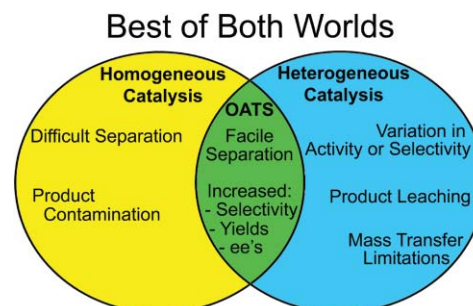 Best of Both Worlds
Homogeneous
Catalysis
Difficult Separation
Product
Contamination
OATS
Facile
Separation
Increased:
- Selectivity
- Yields
- ee's
Heterogeneous
Catalysis
Variation in
Activity or Selectivity
Product Leaching
Mass Transfer
Limitations